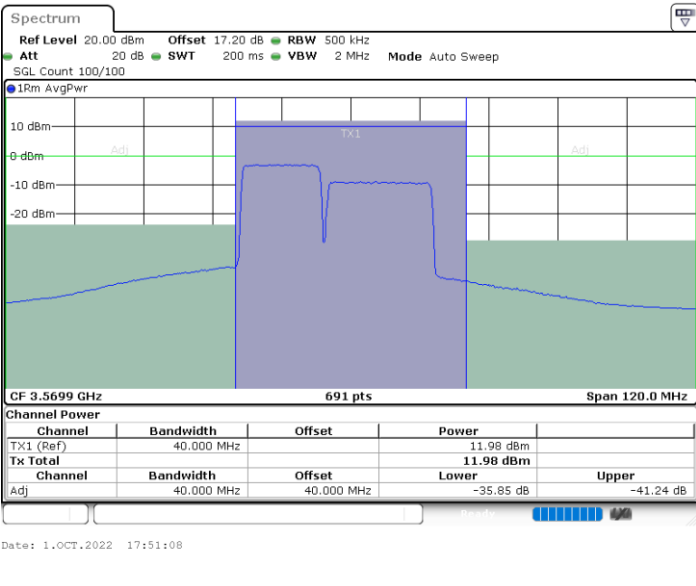 Spectrum
Ref Level 20.00 dBm Offset 17.20 dB RBW 500 kHz
Att 20 dB SWT 200 ms VBW 2 MHz Mode Auto Sweep
SGL Count 100/100
1Rm AvgPwr
10 dBm
TX1
Adj Adj
0 dBm
-10 dBm
-20 dBm
CF 3.5699 GHz 691 pts Span 120.0 MHz
Channel Power
Channel Bandwidth Offset Power
TX1 (Ref) 40.000 MHz 11.98 dBm
Tx Total 11.98 dBm
Channel Bandwidth Offset Lower Upper
Adj 40.000 MHz 40.000 MHz -35.85 dB -41.24 dB
Ready
Date: 1.OCT.2022 17:51:08